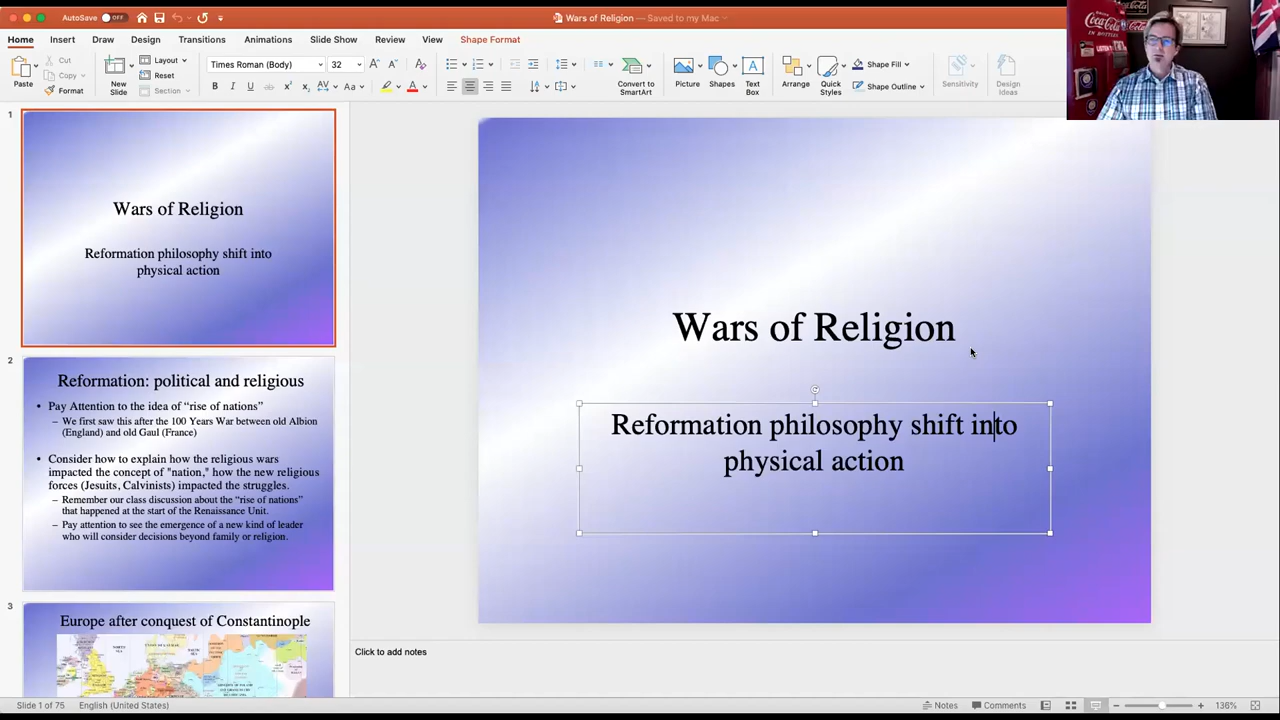 AutoSave OFF
Wars of Religion — Saved to my Mac
Home Insert Draw Design Transitions Animations Slide Show Review View Shape Format
Paste
Cut
Copy
Format
New Slide
Layout
Reset
Section
Times Roman (Body) 32
B I U
Convert to SmartArt
Picture
Shapes
Text Box
Arrange
Quick Styles
Shape Fill
Shape Outline
Sensitivity
Design Ideas
Coca-Cola
IN BOTTLES
1
Wars of Religion
Reformation philosophy shift into
physical action
2
Reformation: political and religious
• Pay Attention to the idea of “rise of nations”
– We first saw this after the 100 Years War between old Albion
(England) and old Gaul (France)
• Consider how to explain how the religious wars
impacted the concept of "nation," how the new religious
forces (Jesuits, Calvinists) impacted the struggles.
– Remember our class discussion about the “rise of nations”
that happened at the start of the Renaissance Unit.
– Pay attention to see the emergence of a new kind of leader
who will consider decisions beyond family or religion.
3
Europe after conquest of Constantinople
Wars of Religion
Reformation philosophy shift into
physical action
Click to add notes
Slide 1 of 75 English (United States)
Notes Comments 136%